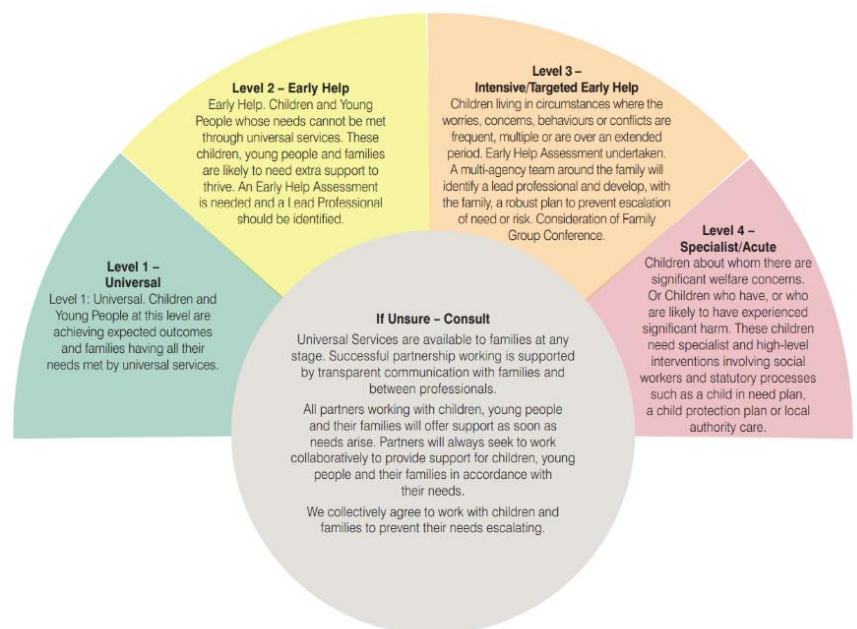 Level 1 –
Universal
Level 1: Universal. Children and
Young People at this level are
achieving expected outcomes
and families having all their
needs met by universal services.
Level 2 – Early Help
Early Help. Children and Young
People whose needs cannot be met
through universal services. These
children, young people and families
are likely to need extra support to
thrive. An Early Help Assessment
is needed and a Lead Professional
should be identified.
Level 3 –
Intensive/Targeted Early Help
Children living in circumstances where the
worries, concerns, behaviours or conflicts are
frequent, multiple or are over an extended
period. Early Help Assessment undertaken.
A multi-agency team around the family will
identify a lead professional and develop, with
the family, a robust plan to prevent escalation
of need or risk. Consideration of Family
Group Conference.
Level 4 –
Specialist/Acute
Children about whom there are
significant welfare concerns.
Or Children who have, or who
are likely to have experienced
significant harm. These children
need specialist and high-level
interventions involving social
workers and statutory processes
such as a child in need plan,
a child protection plan or local
authority care.
If Unsure – Consult
Universal Services are available to families at any
stage. Successful partnership working is supported
by transparent communication with families and
between professionals.
All partners working with children, young people
and their families will offer support as soon as
needs arise. Partners will always seek to work
collaboratively to provide support for children, young
people and their families in accordance with
their needs.
We collectively agree to work with children and
families to prevent their needs escalating.